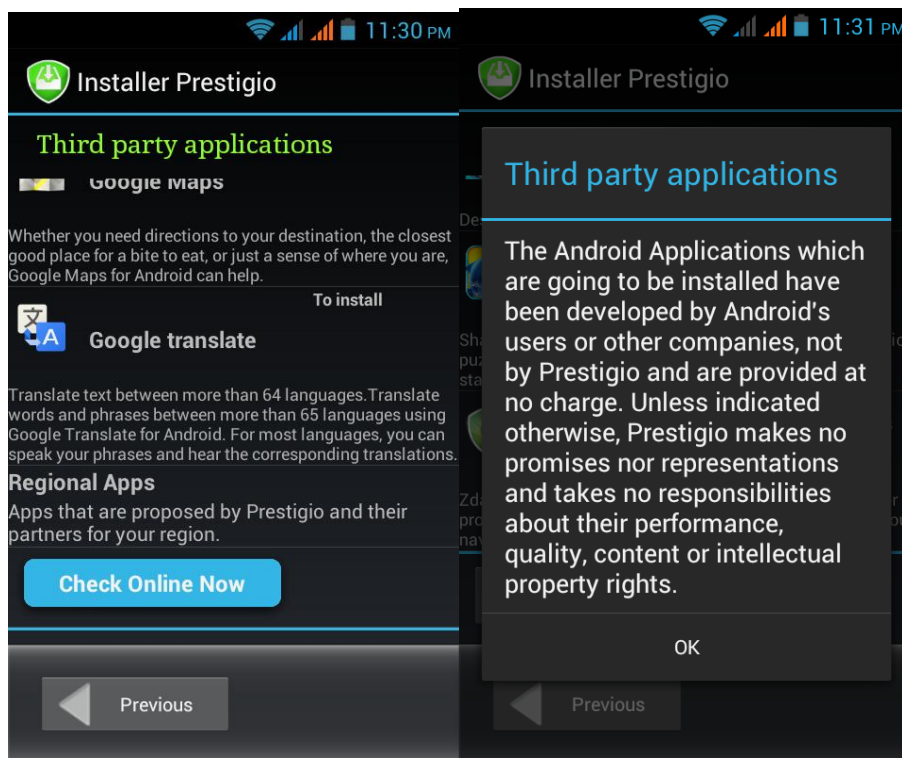 11:30 PM
Installer Prestigio
Third party applications
Google Maps
Whether you need directions to your destination, the closest
good place for a bite to eat, or just a sense of where you are,
Google Maps for Android can help.
To install
文
A
Google translate
Translate text between more than 64 languages.Translate
words and phrases between more than 65 languages using
Google Translate for Android. For most languages, you can
speak your phrases and hear the corresponding translations.
Regional Apps
Apps that are proposed by Prestigio and their
partners for your region.
Check Online Now
Previous
11:31 PM
Installer Prestigio
Third party applications
The Android Applications which
are going to be installed have
been developed by Android's
users or other companies, not
by Prestigio and are provided at
no charge. Unless indicated
otherwise, Prestigio makes no
promises nor representations
and takes no responsibilities
about their performance,
quality, content or intellectual
property rights.
OK
Previous